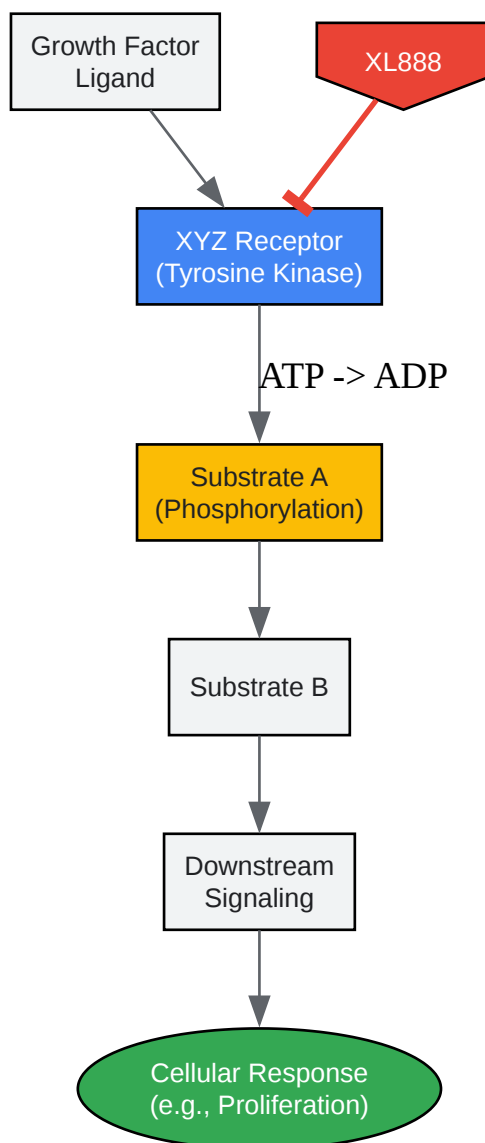 Growth Factor
Ligand
XL888
XYZ Receptor
(Tyrosine Kinase)
ATP -> ADP
Substrate A
(Phosphorylation)
Substrate B
Downstream
Signaling
Cellular Response
(e.g., Proliferation)